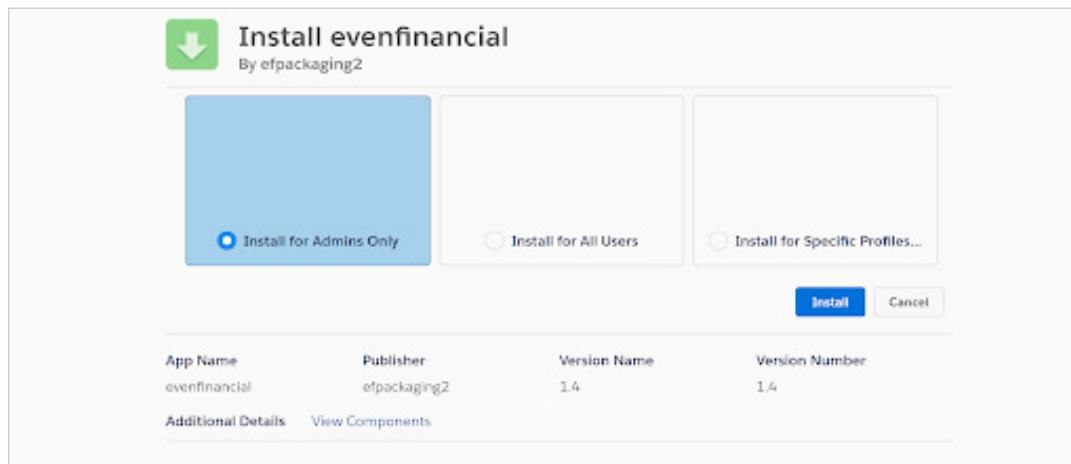 Install evenfinancial
By efpackaging2
Install for Admins Only
Install for All Users
Install for Specific Profiles...
Install
Cancel
App Name
Publisher
Version Name
Version Number
evenfinancial
efpackaging2
1.4
1.4
Additional Details
View Components